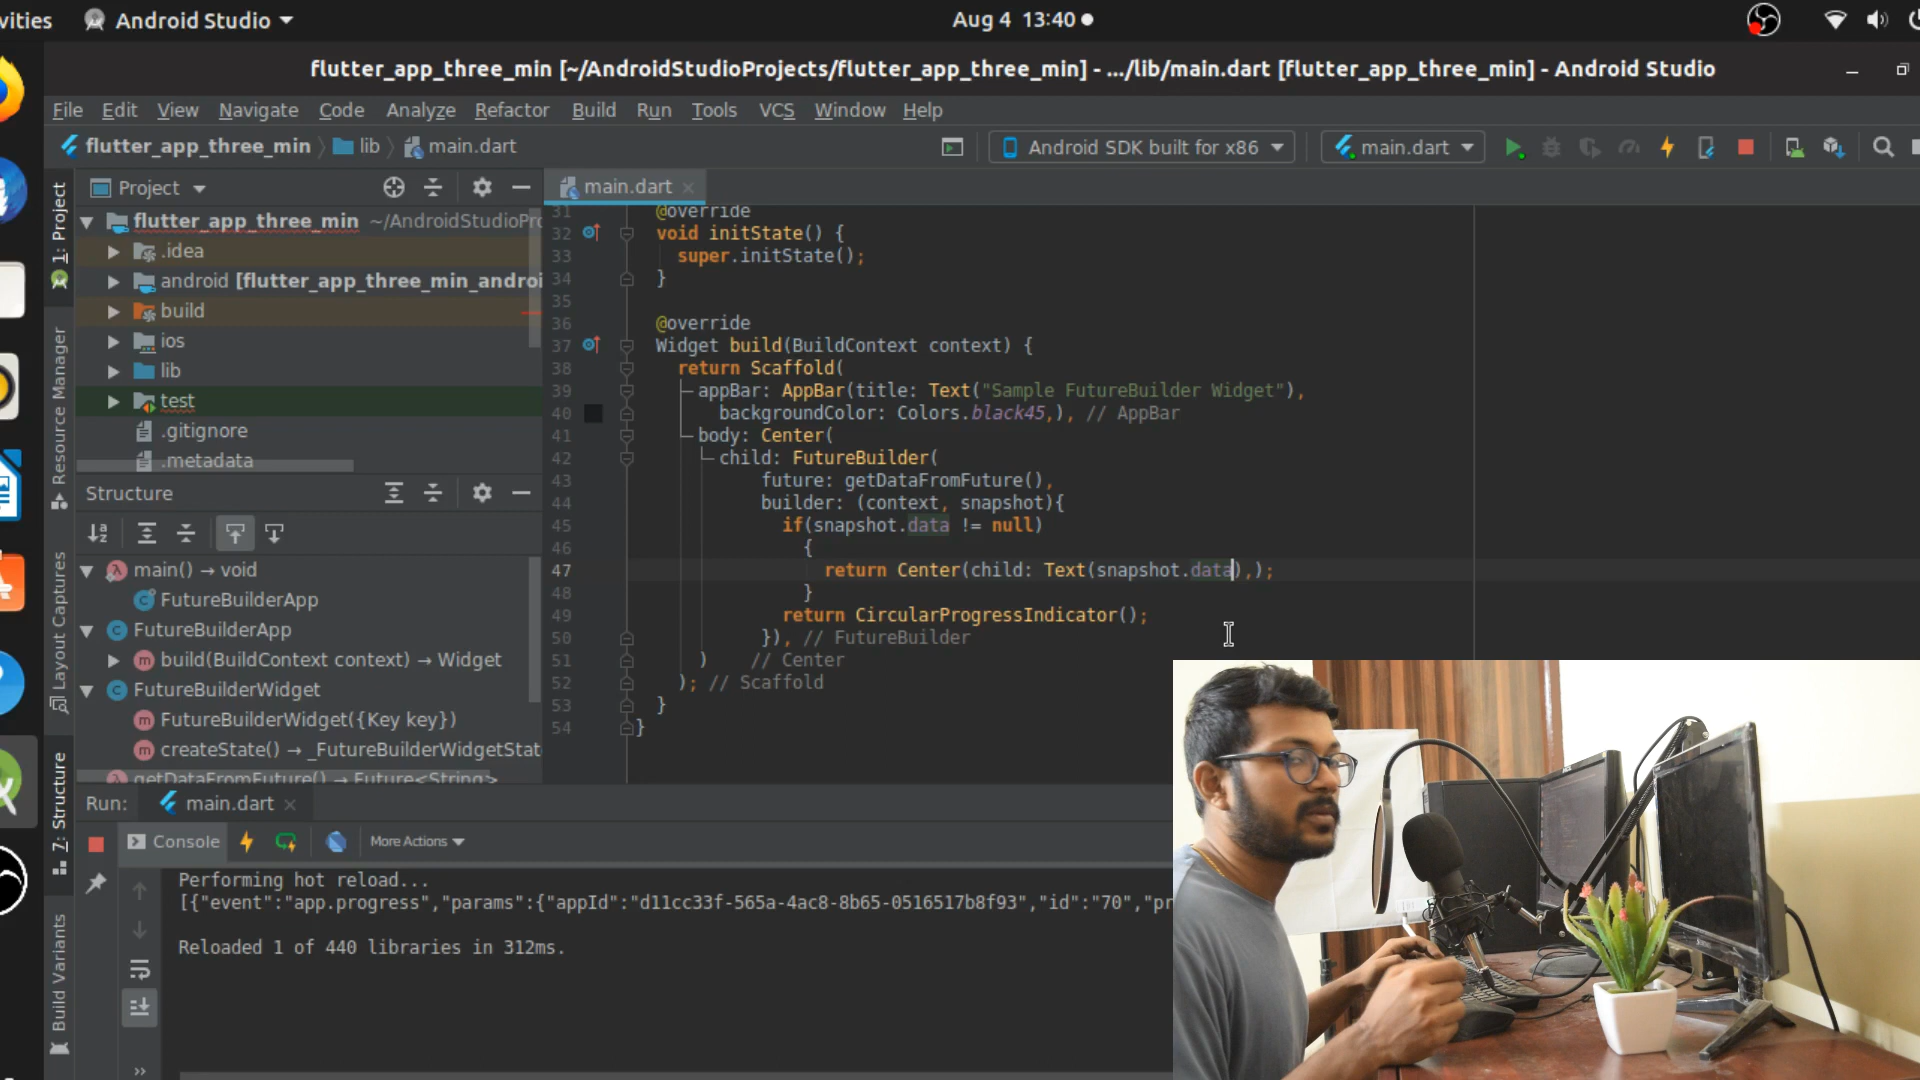 vities
Android Studio
Aug 4 13:40
flutter_app_three_min [~/AndroidStudioProjects/flutter_app_three_min] - .../lib/main.dart [flutter_app_three_min] - Android Studio
File Edit View Navigate Code Analyze Refactor Build Run Tools VCS Window Help
flutter_app_three_min lib main.dart
Android SDK built for x86
main.dart
Project
main.dart
1: Project
Resource Manager
Layout Captures
7: Structure
Build Variants
flutter_app_three_min ~/AndroidStudioPro
.idea
android [flutter_app_three_min_androi
build
ios
lib
test
.gitignore
.metadata
Structure
main() → void
FutureBuilderApp
FutureBuilderApp
build(BuildContext context) → Widget
FutureBuilderWidget
FutureBuilderWidget({Key key})
createState() → _FutureBuilderWidgetStat
getDataFromFuture() → Future<String>
31 @override
32 void initState() {
33 super.initState();
34 }
35
36 @override
37 Widget build(BuildContext context) {
38 return Scaffold(
39 appBar: AppBar(title: Text("Sample FutureBuilder Widget"),
40 backgroundColor: Colors.black45,), // AppBar
41 body: Center(
42 child: FutureBuilder(
43 future: getDataFromFuture(),
44 builder: (context, snapshot){
45 if(snapshot.data != null)
46 {
47 return Center(child: Text(snapshot.data),);
48 }
49 return CircularProgressIndicator();
50 }), // FutureBuilder
51 ) // Center
52 ); // Scaffold
53 }
54 }
Run: main.dart
Console
More Actions
Performing hot reload...
[{"event":"app.progress","params":{"appId":"d11cc33f-565a-4ac8-8b65-0516517b8f93","id":"70","pr
Reloaded 1 of 440 libraries in 312ms.